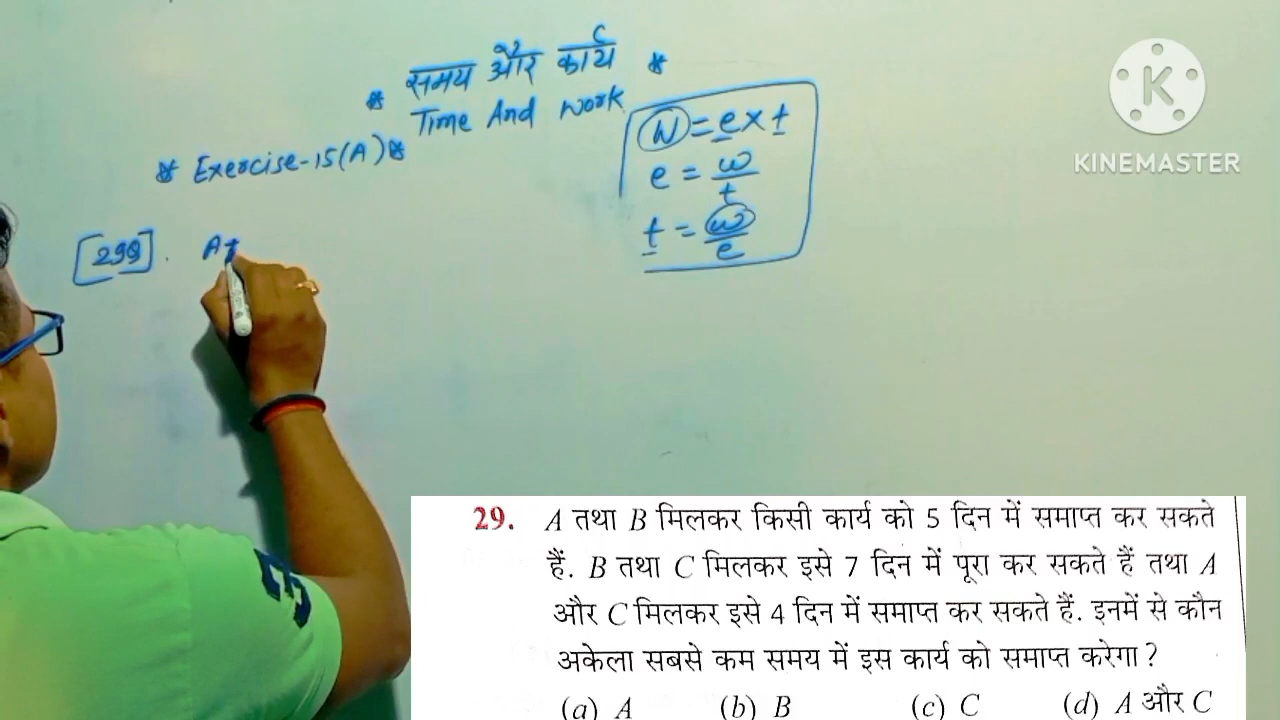 * समय और कार्य *
Time And Work
* Exercise-15(A) *
W = e x t
e = w/t
t = w/e
[29Q]. A+
KINEMASTER
29. A तथा B मिलकर किसी कार्य को 5 दिन में समाप्त कर सकते
हैं. B तथा C मिलकर इसे 7 दिन में पूरा कर सकते हैं तथा A
और C मिलकर इसे 4 दिन में समाप्त कर सकते हैं. इनमें से कौन
अकेला सबसे कम समय में इस कार्य को समाप्त करेगा ?
(a) A (b) B (c) C (d) A और C